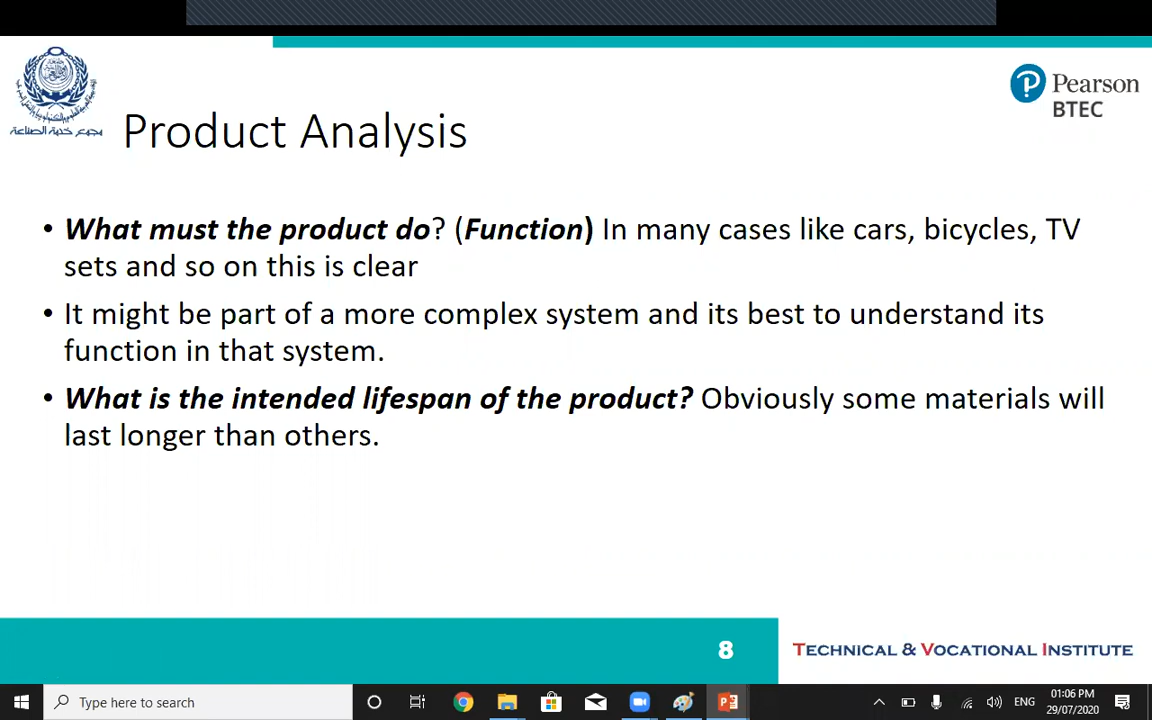 مجمع خدمة الصناعة
Pearson
BTEC
Product Analysis
• What must the product do? (Function) In many cases like cars, bicycles, TV
sets and so on this is clear
• It might be part of a more complex system and its best to understand its
function in that system.
• What is the intended lifespan of the product? Obviously some materials will
last longer than others.
8
TECHNICAL & VOCATIONAL INSTITUTE
Type here to search
ENG
01:06 PM
29/07/2020